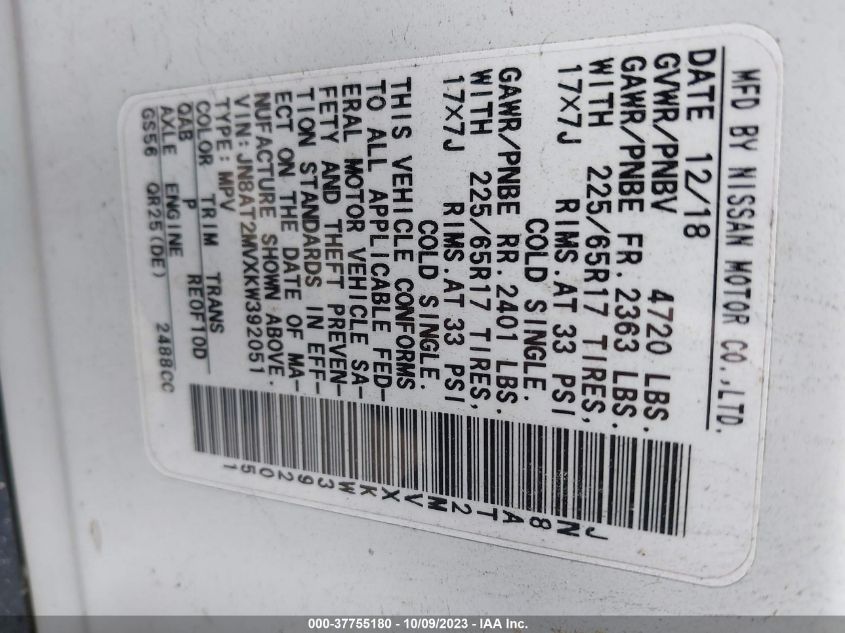 MFD BY NISSAN MOTOR CO.,LTD.
DATE 12/18
GVWR/PNBV 4720 LBS.
GAWR/PNBE FR. 2363 LBS.
WITH 225/65R17 TIRES,
17X7J RIMS.AT 33 PSI
COLD SINGLE.
GAWR/PNBE RR. 2401 LBS.
WITH 225/65R17 TIRES,
17X7J RIMS.AT 33 PSI
COLD SINGLE.
THIS VEHICLE CONFORMS
TO ALL APPLICABLE FED-
ERAL MOTOR VEHICLE SA-
FETY AND THEFT PREVEN-
TION STANDARDS IN EFF-
ECT ON THE DATE OF MA-
NUFACTURE SHOWN ABOVE.
VIN:JN8AT2MVXKW392051
TYPE:MPV
COLOR TRIM TRANS
QAB P RE0F10D
AXLE ENGINE
GS56 QR25(DE) 2488CC
JN8AT2MVXKW392051
000-37755180 - 10/09/2023 - IAA Inc.